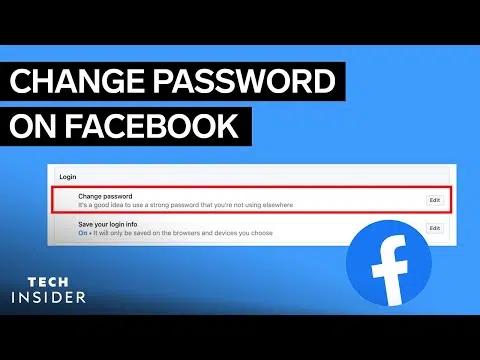 CHANGE PASSWORD
ON FACEBOOK
Login
Change password
It's a good idea to use a strong password that you're not using elsewhere
Edit
Save your login info
On • It will only be saved on the browsers and devices you choose
Edit
TECH
INSIDER
f